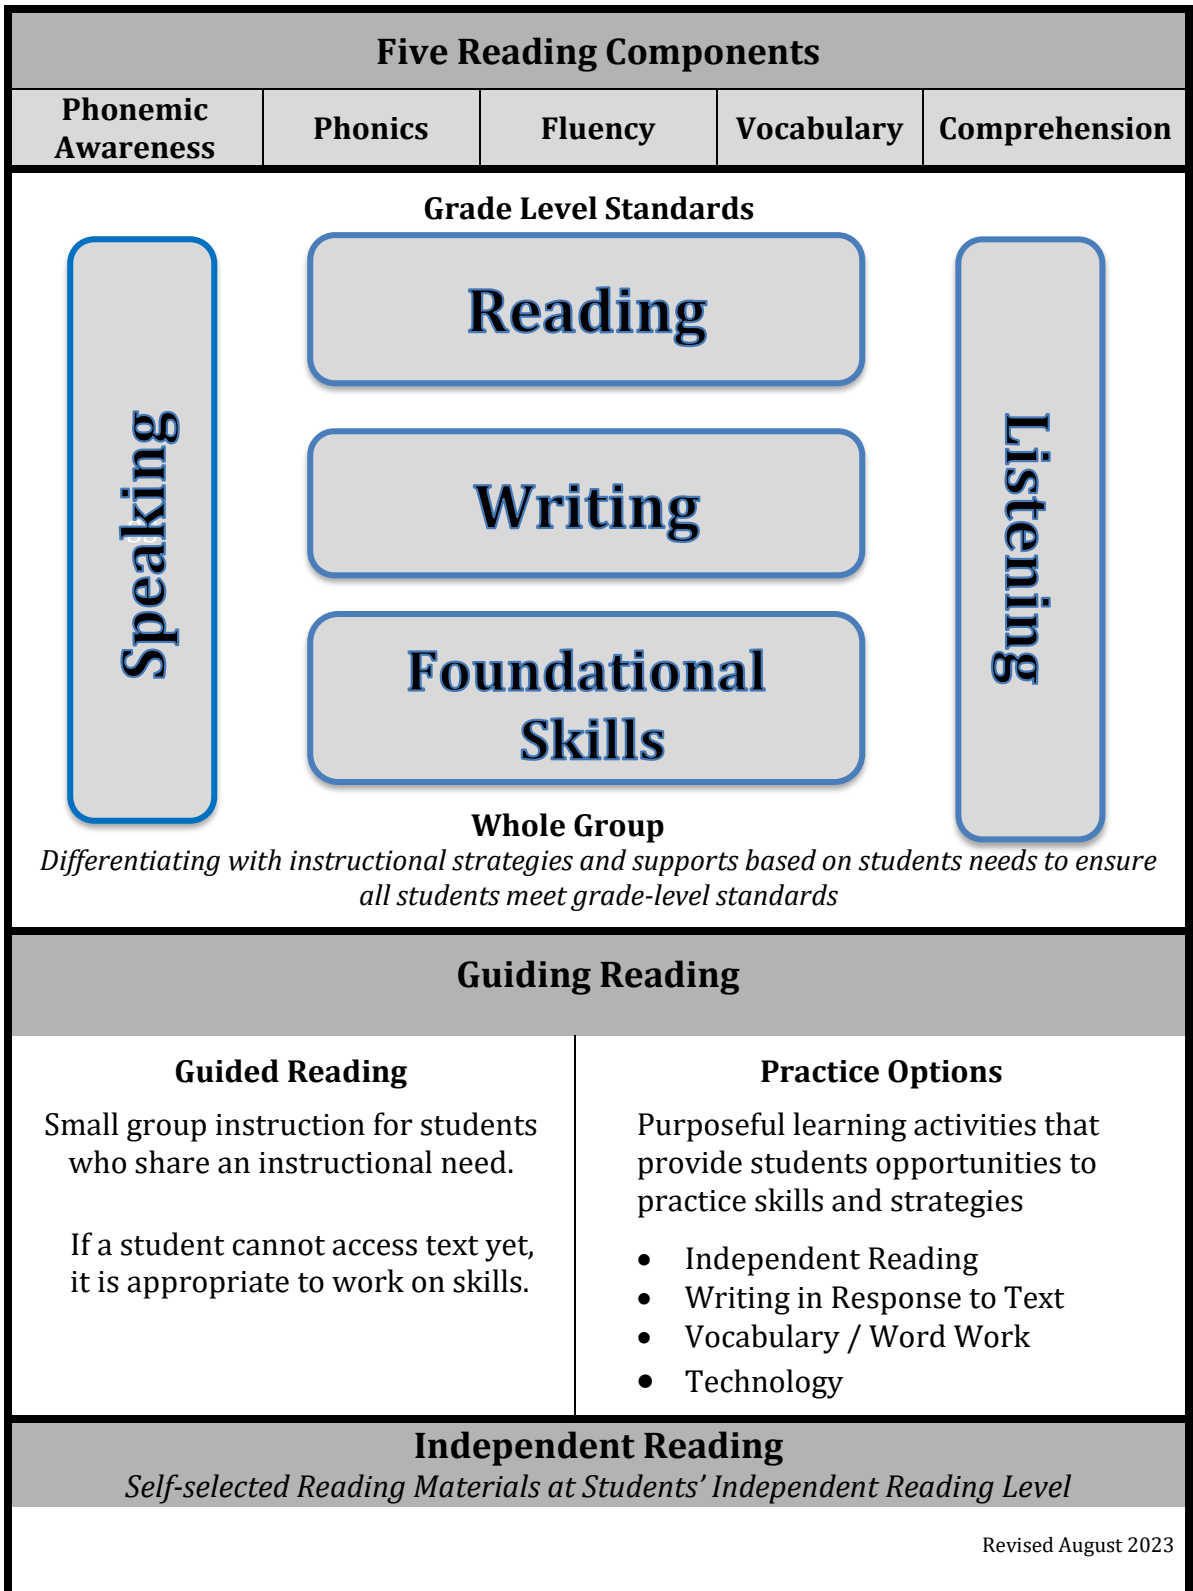 Five Reading Components
Phonemic
Awareness
Phonics
Fluency
Vocabulary
Comprehension
Grade Level Standards
Speaking
Reading
Writing
Foundational
Skills
Listening
Whole Group
Differentiating with instructional strategies and supports based on students needs to ensure
all students meet grade-level standards
Guiding Reading
Guided Reading
Small group instruction for students
who share an instructional need.
If a student cannot access text yet,
it is appropriate to work on skills.
Practice Options
Purposeful learning activities that
provide students opportunities to
practice skills and strategies
• Independent Reading
• Writing in Response to Text
• Vocabulary / Word Work
• Technology
Independent Reading
Self-selected Reading Materials at Students’ Independent Reading Level
Revised August 2023